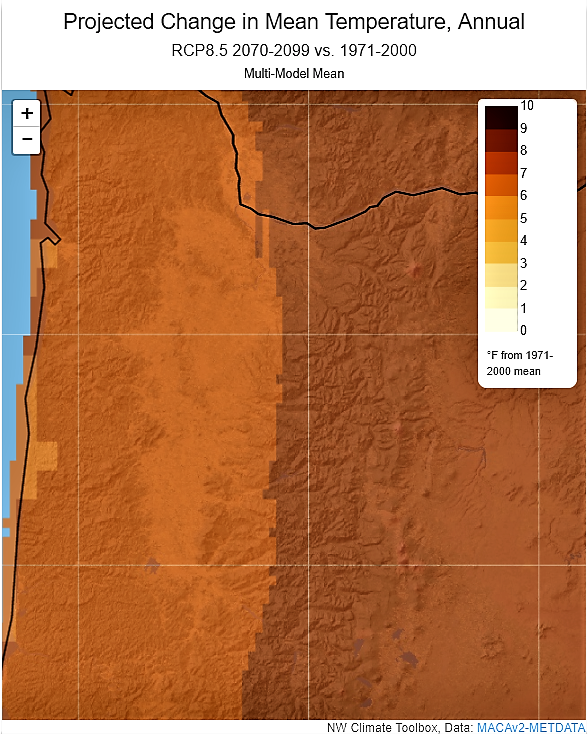 Projected Change in Mean Temperature, Annual
RCP8.5 2070-2099 vs. 1971-2000
Multi-Model Mean
+
−
10
9
8
7
6
5
4
3
2
1
0
°F from 1971-
2000 mean
NW Climate Toolbox, Data: MACAv2-METDATA